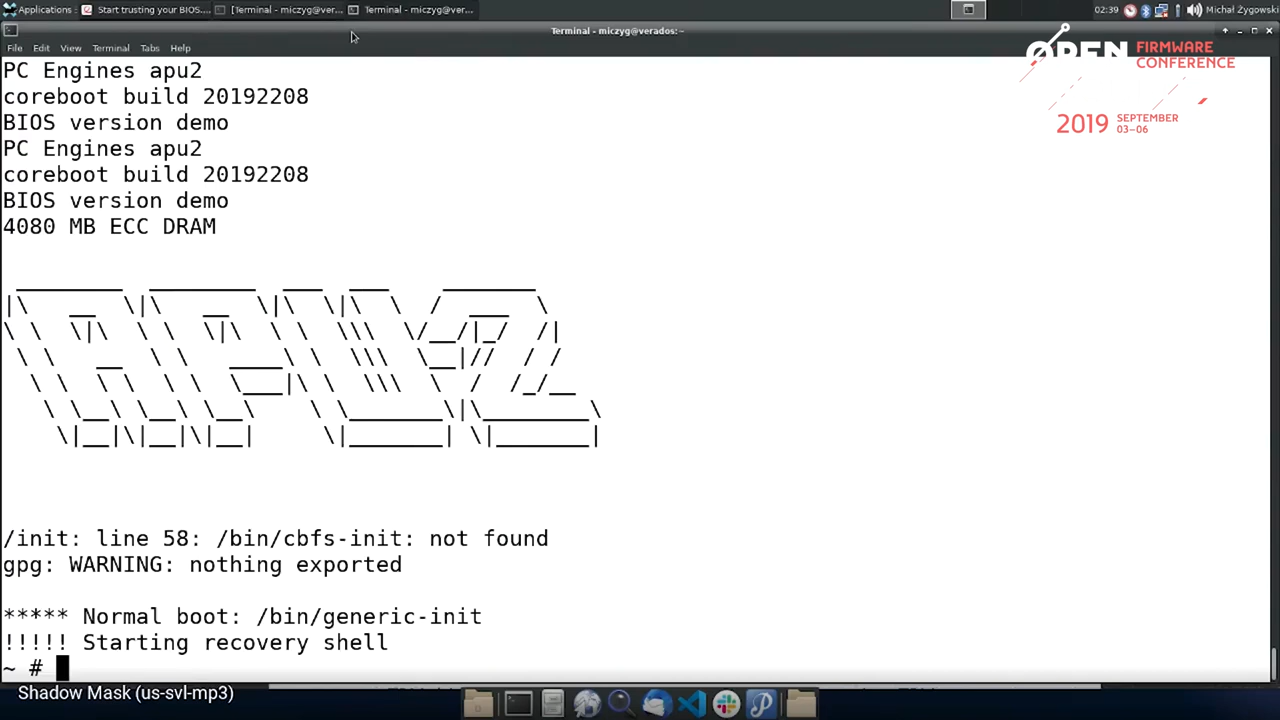 Applications
Start trusting your BIOS....
[Terminal - miczyg@ver...
Terminal - miczyg@ver...
02:39
Michał Żygowski
Terminal - miczyg@verados: ~
File Edit View Terminal Tabs Help
OPEN FIRMWARE CONFERENCE
2019 SEPTEMBER 03–06
PC Engines apu2
coreboot build 20192208
BIOS version demo
PC Engines apu2
coreboot build 20192208
BIOS version demo
4080 MB ECC DRAM
APU2
/init: line 58: /bin/cbfs-init: not found
gpg: WARNING: nothing exported
***** Normal boot: /bin/generic-init
!!!!! Starting recovery shell
~ #
Shadow Mask (us-svl-mp3)